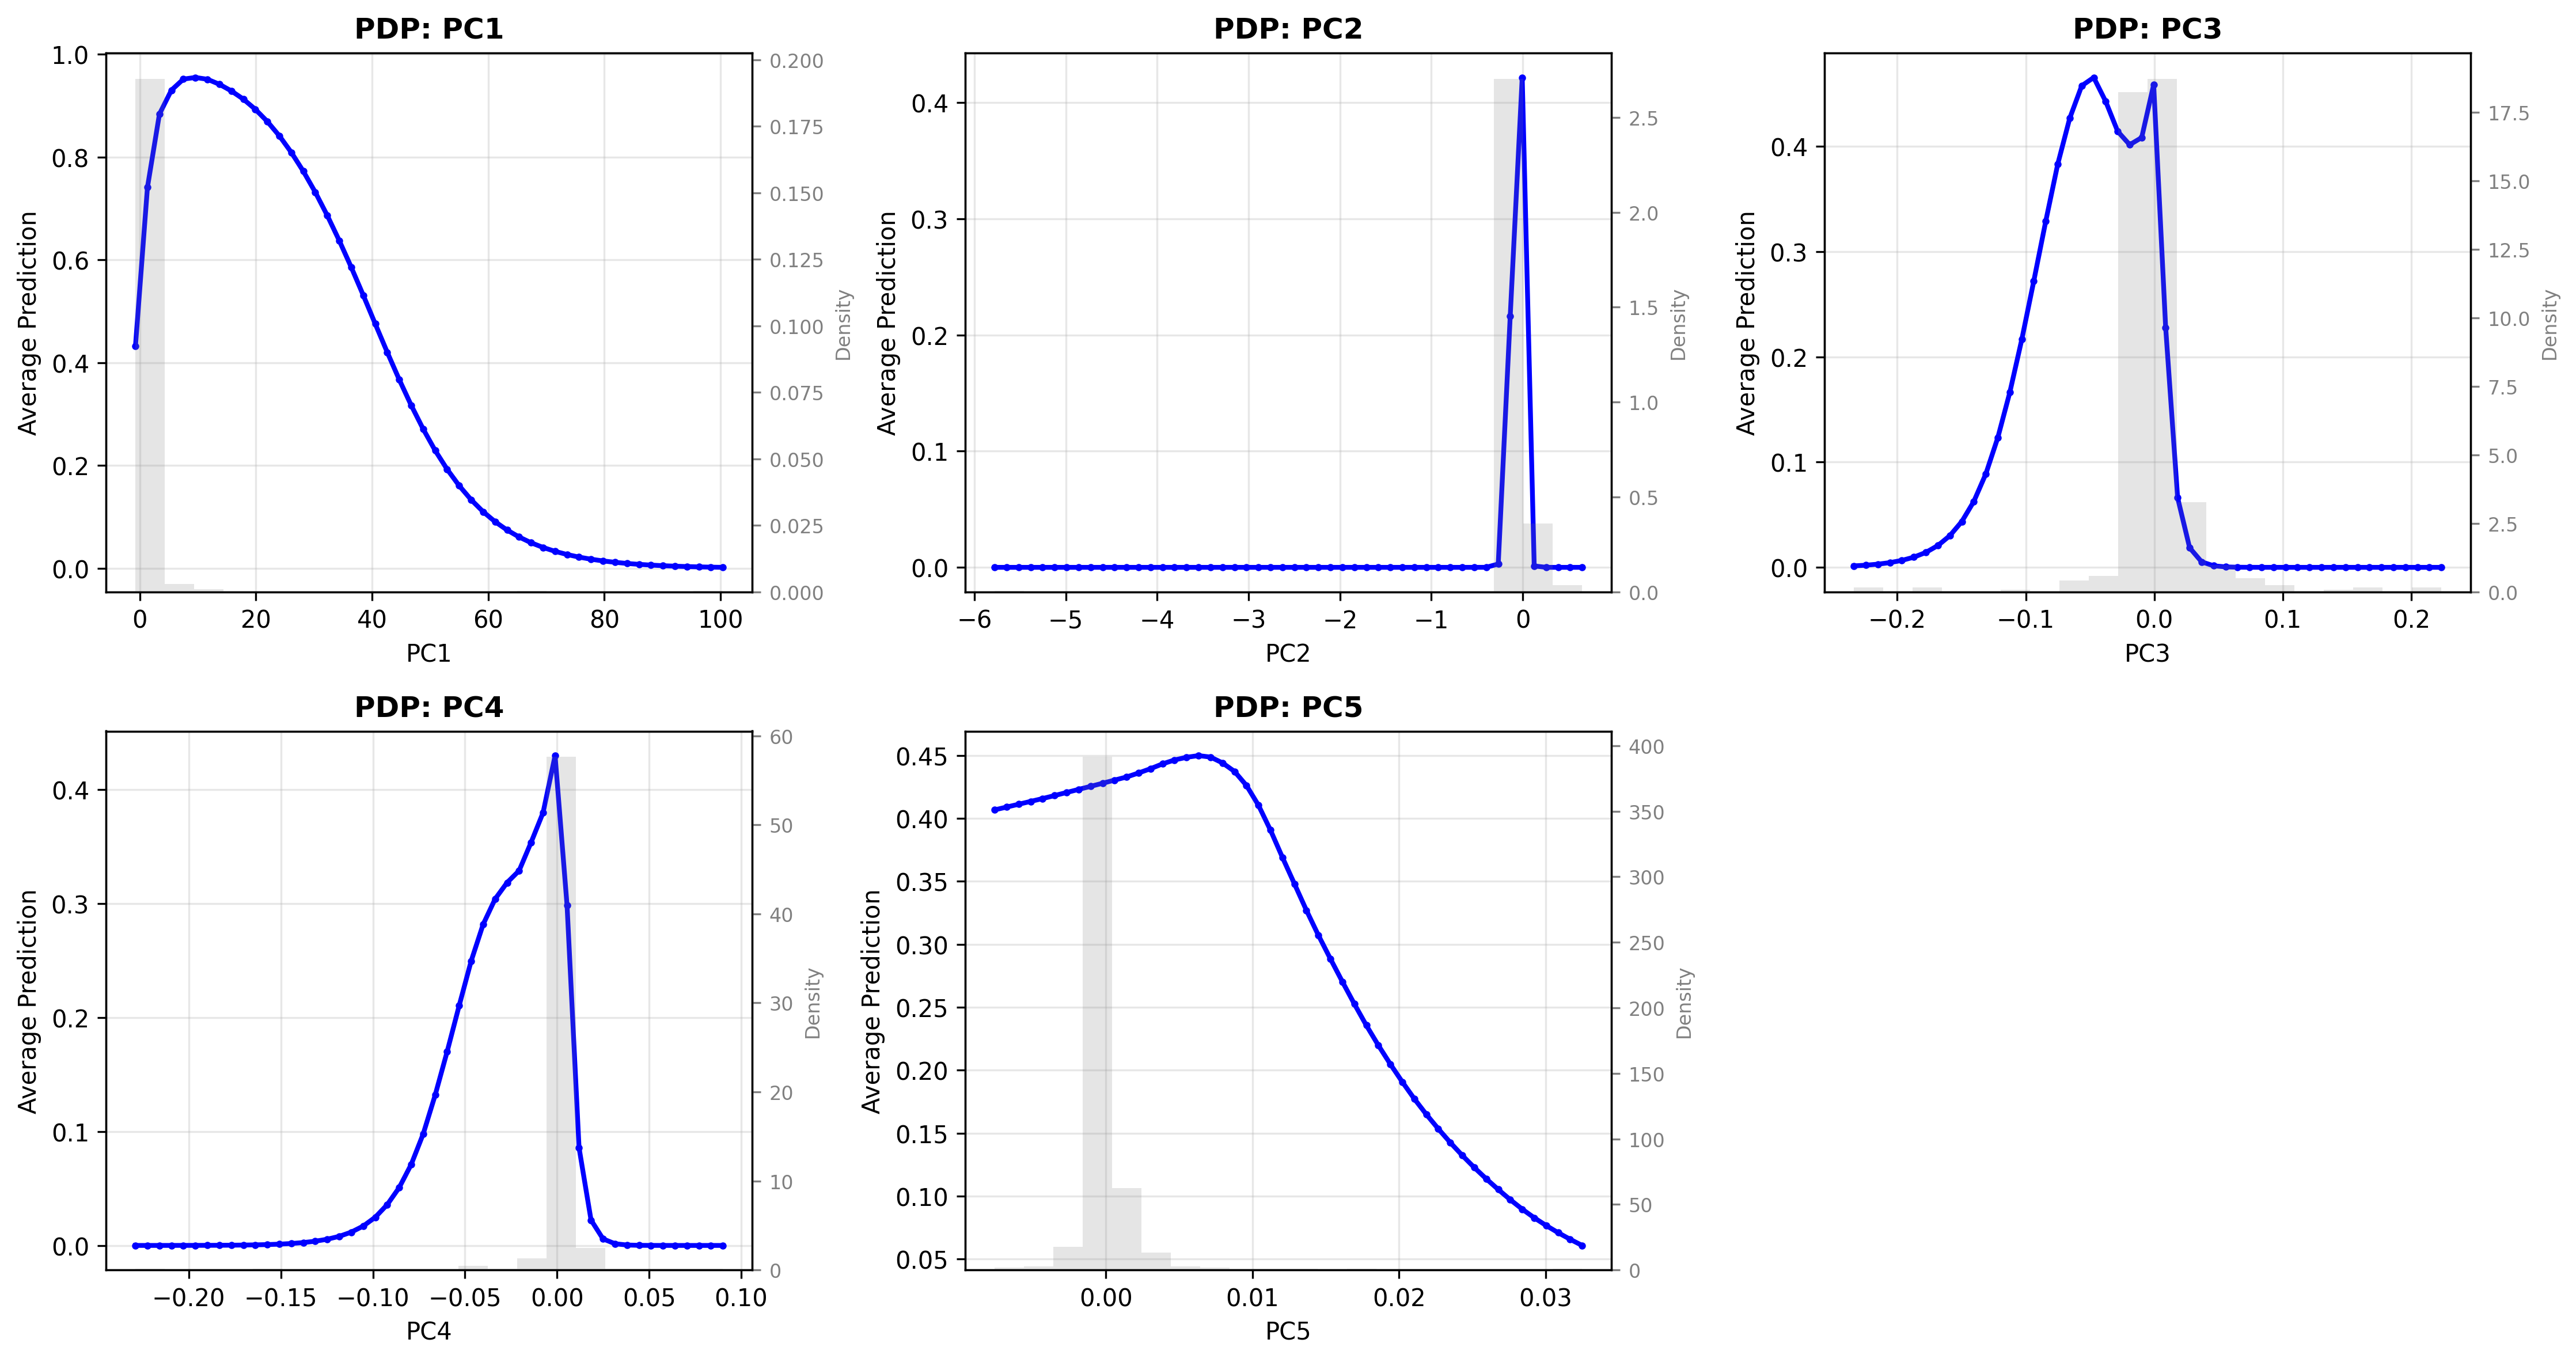 PDP: PC1
1.0
0.8
0.6
0.4
0.2
0.0
Average Prediction
0.200
0.175
0.150
0.125
0.100
0.075
0.050
0.025
0.000
Density
0 20 40 60 80 100
PC1
PDP: PC2
0.4
0.3
0.2
0.1
0.0
Average Prediction
2.5
2.0
1.5
1.0
0.5
0.0
Density
−6 −5 −4 −3 −2 −1 0
PC2
PDP: PC3
0.4
0.3
0.2
0.1
0.0
Average Prediction
17.5
15.0
12.5
10.0
7.5
5.0
2.5
0.0
Density
−0.2 −0.1 0.0 0.1 0.2
PC3
PDP: PC4
0.4
0.3
0.2
0.1
0.0
Average Prediction
60
50
40
30
20
10
0
Density
−0.20 −0.15 −0.10 −0.05 0.00 0.05 0.10
PC4
PDP: PC5
0.45
0.40
0.35
0.30
0.25
0.20
0.15
0.10
0.05
Average Prediction
400
350
300
250
200
150
100
50
0
Density
0.00 0.01 0.02 0.03
PC5